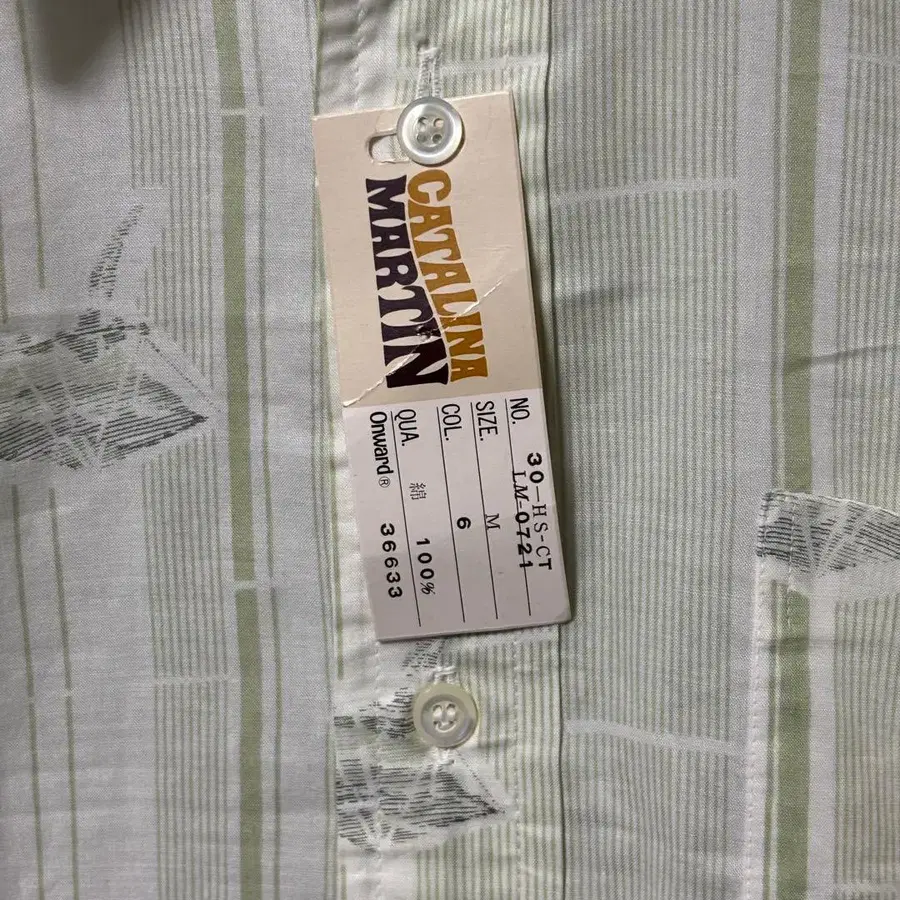 CATALINA
MARTIN
NO. 30-HS-CT
LM-0721
SIZE. M
COL. 6
QUA. 綿 100%
Onward® 36633